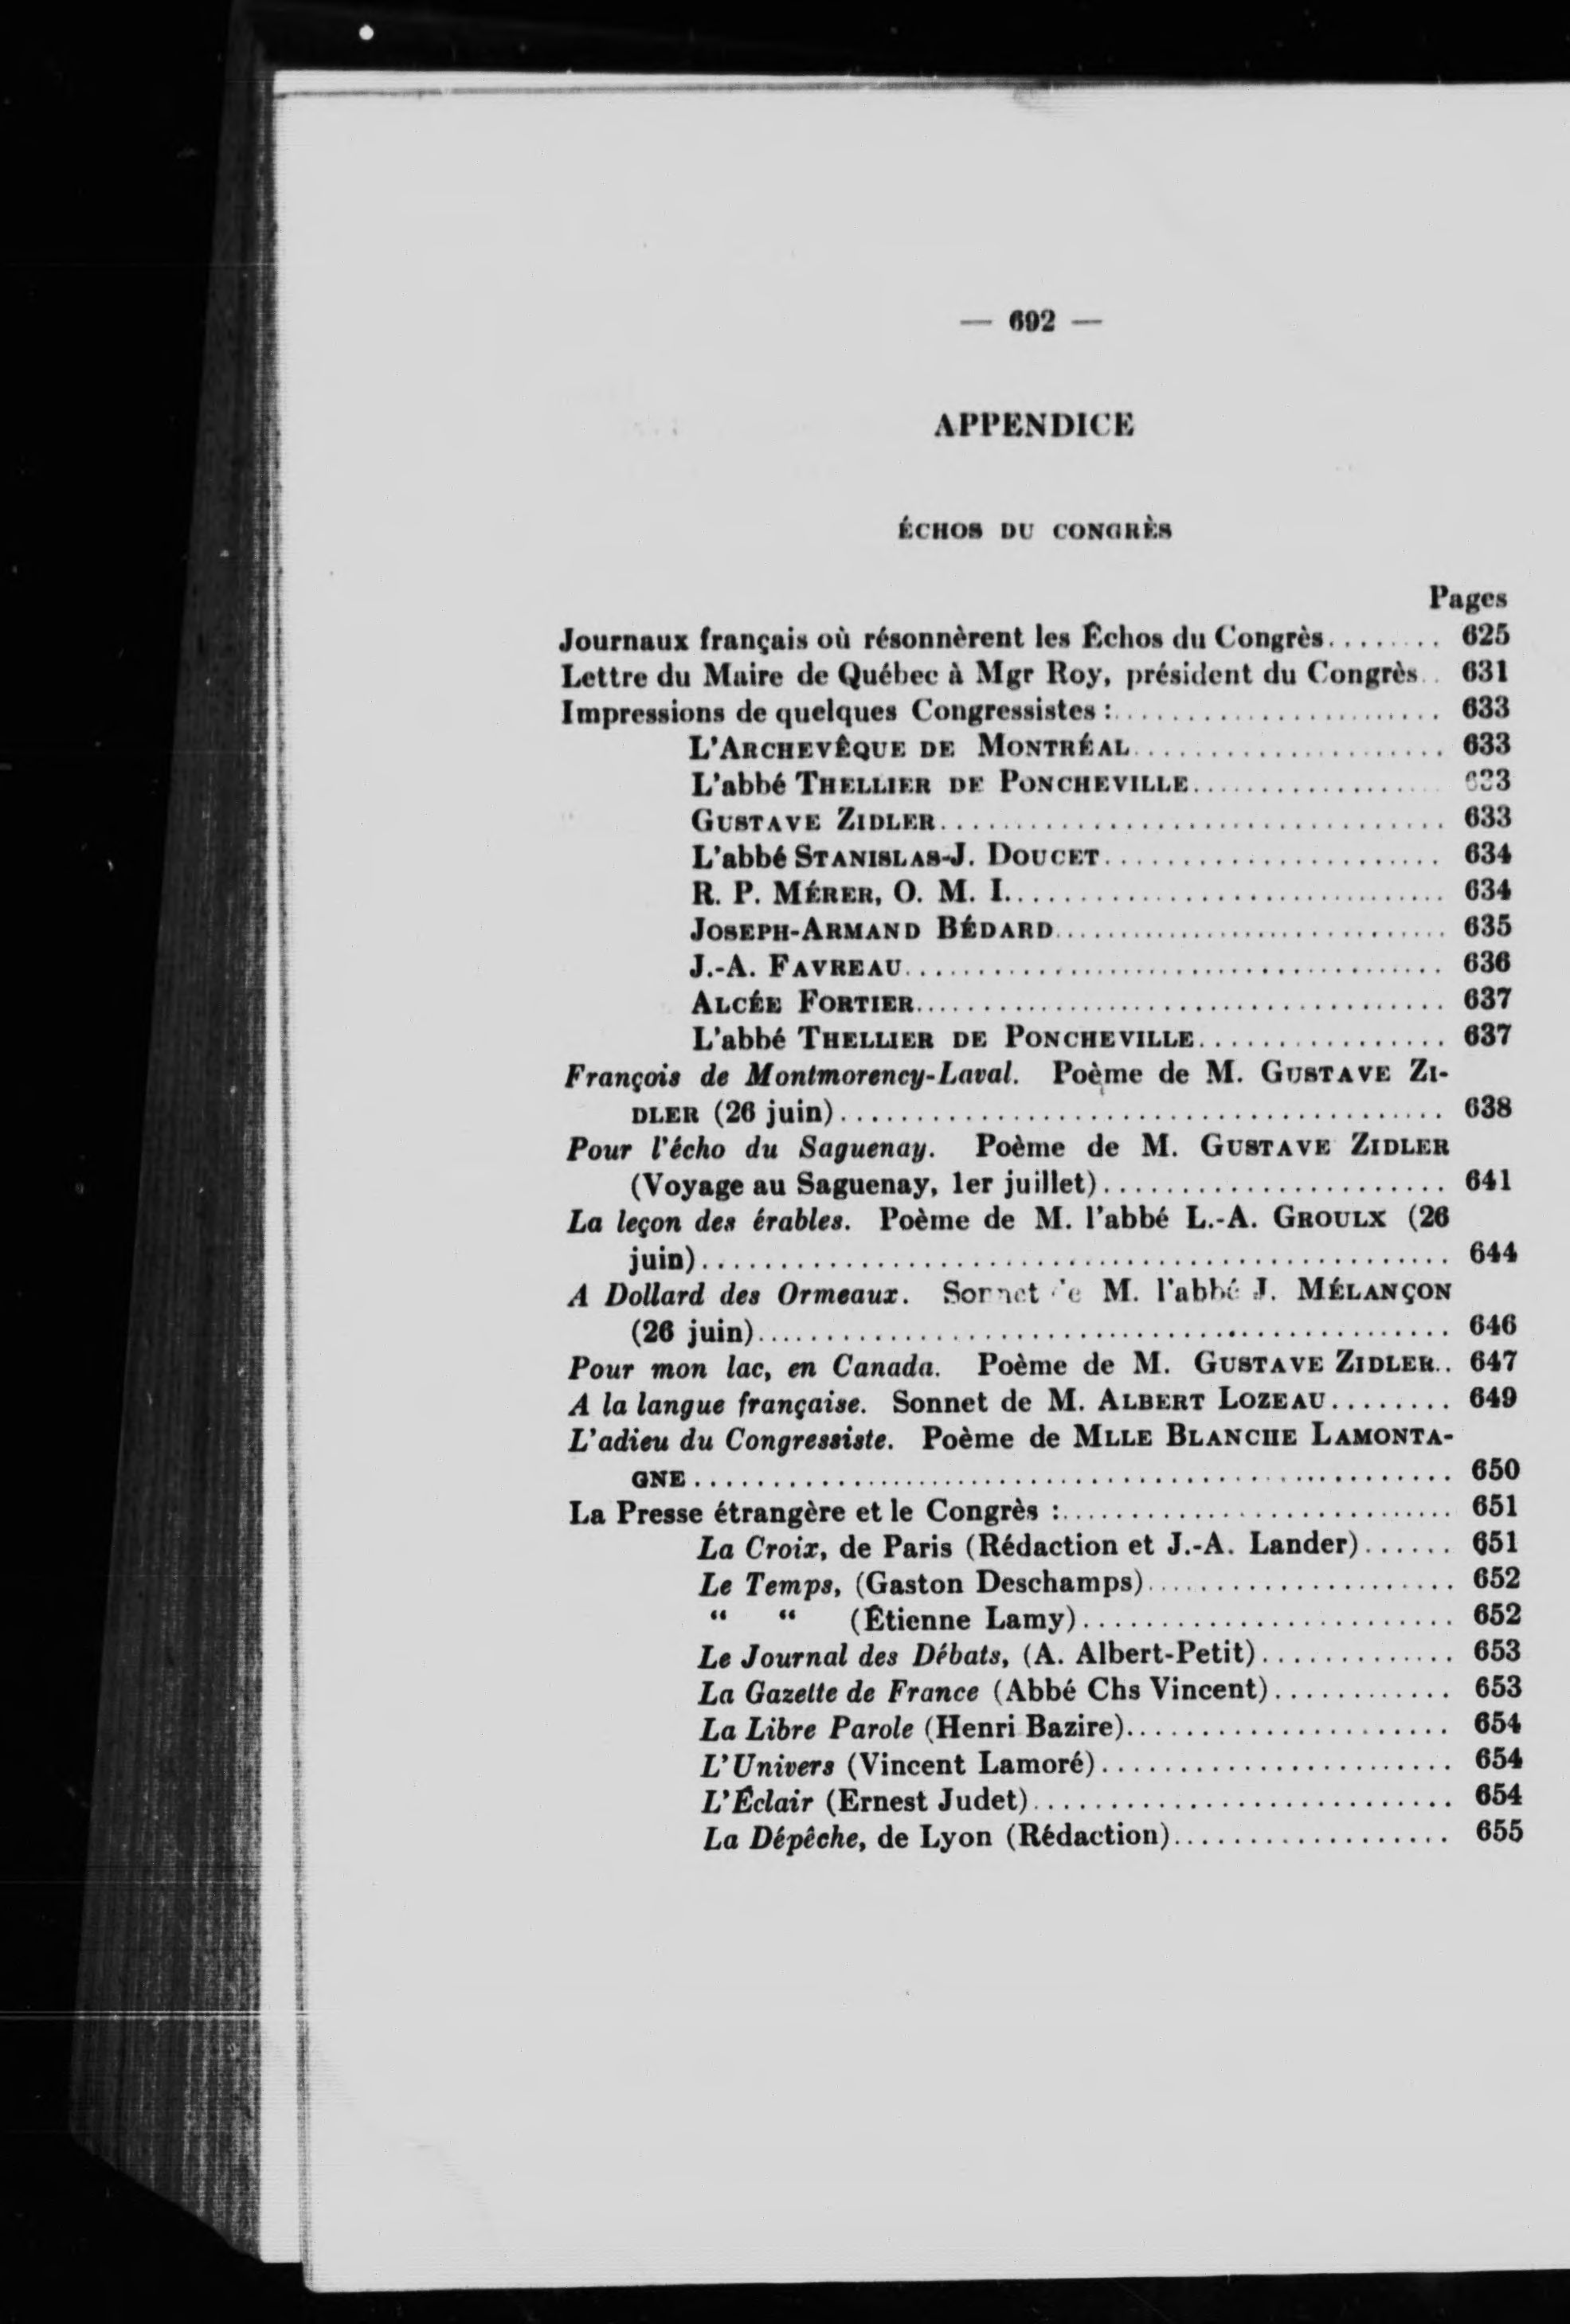 — 692 —
APPENDICE
ÉCHOS DU CONGRÈS
Pages
Journaux français où résonnèrent les Échos du Congrès........ 625
Lettre du Maire de Québec à Mgr Roy, président du Congrès.. 631
Impressions de quelques Congressistes :...................... 633
L'ARCHEVÊQUE DE MONTRÉAL..................... 633
L'abbé THELLIER DE PONCHEVILLE.................
GUSTAVE ZIDLER.................................. 633
L'abbé STANISLAS-J. DOUCET....................... 634
R. P. MÉRER, O. M. I.............................. 634
JOSEPH-ARMAND BÉDARD.......................... 635
J.-A. FAVREAU.................................... 636
ALCÉE FORTIER................................... 637
L'abbé THELLIER DE PONCHEVILLE................. 637
François de Montmorency-Laval. Poème de M. GUSTAVE ZI-
DLER (26 juin)........................................ 638
Pour l'écho du Saguenay. Poème de M. GUSTAVE ZIDLER
(Voyage au Saguenay, 1er juillet)....................... 641
La leçon des érables. Poème de M. l'abbé L.-A. GROULX (26
juin).................................................. 644
A Dollard des Ormeaux. Sonnet de M. l'abbé J. MÉLANÇON
(26 juin).............................................. 646
Pour mon lac, en Canada. Poème de M. GUSTAVE ZIDLER.. 647
A la langue française. Sonnet de M. ALBERT LOZEAU........ 649
L'adieu du Congressiste. Poème de MLLE BLANCHE LAMONTA-
GNE.................................................. 650
La Presse étrangère et le Congrès :.......................... 651
La Croix, de Paris (Rédaction et J.-A. Lander)...... 651
Le Temps, (Gaston Deschamps)..................... 652
“ “ (Étienne Lamy)......................... 652
Le Journal des Débats, (A. Albert-Petit)............. 653
La Gazette de France (Abbé Chs Vincent)............ 653
La Libre Parole (Henri Bazire)..................... 654
L'Univers (Vincent Lamoré)....................... 654
L'Éclair (Ernest Judet)............................ 654
La Dépêche, de Lyon (Rédaction).................. 655